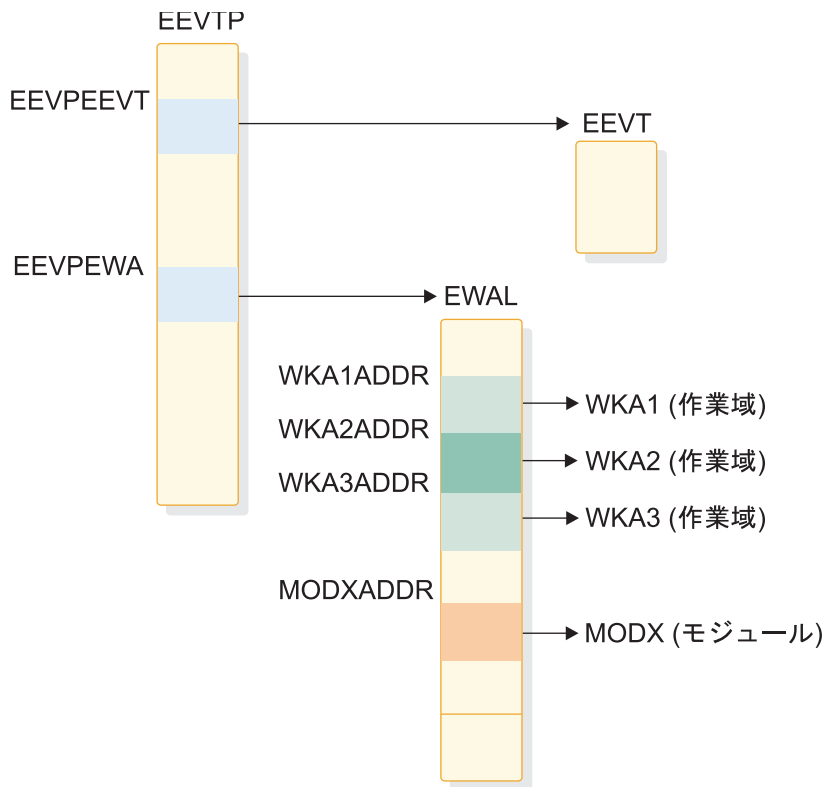 EEVTP
EEVPEEVT
EEVT
EEVPEWA
EWAL
WKA1ADDR
WKA1 (作業域)
WKA2ADDR
WKA2 (作業域)
WKA3ADDR
WKA3 (作業域)
MODXADDR
MODX (モジュール)